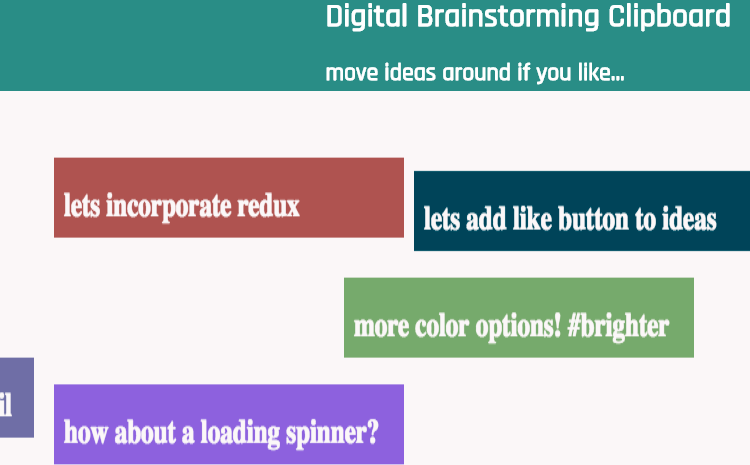 Digital Brainstorming Clipboard
move ideas around if you like...
lets incorporate redux
lets add like button to ideas
more color options! #brighter
how about a loading spinner?